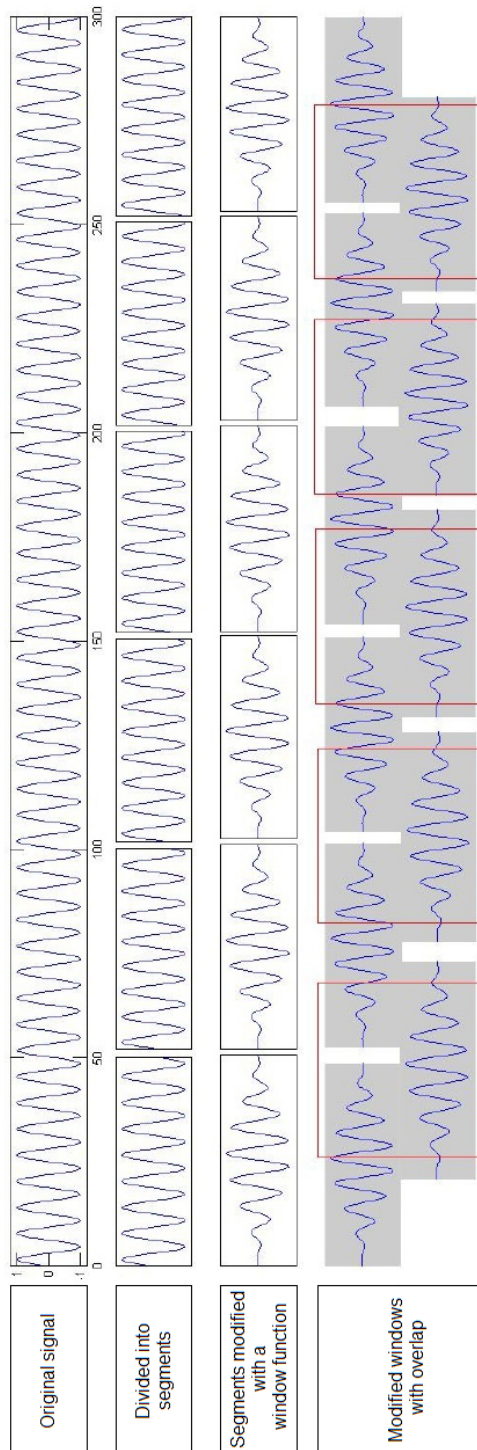 Original signal
1
0
-1
0 50 100 150 200 250 300
Divided into
segments
Segments modified
with a
window function
Modified windows
with overlap